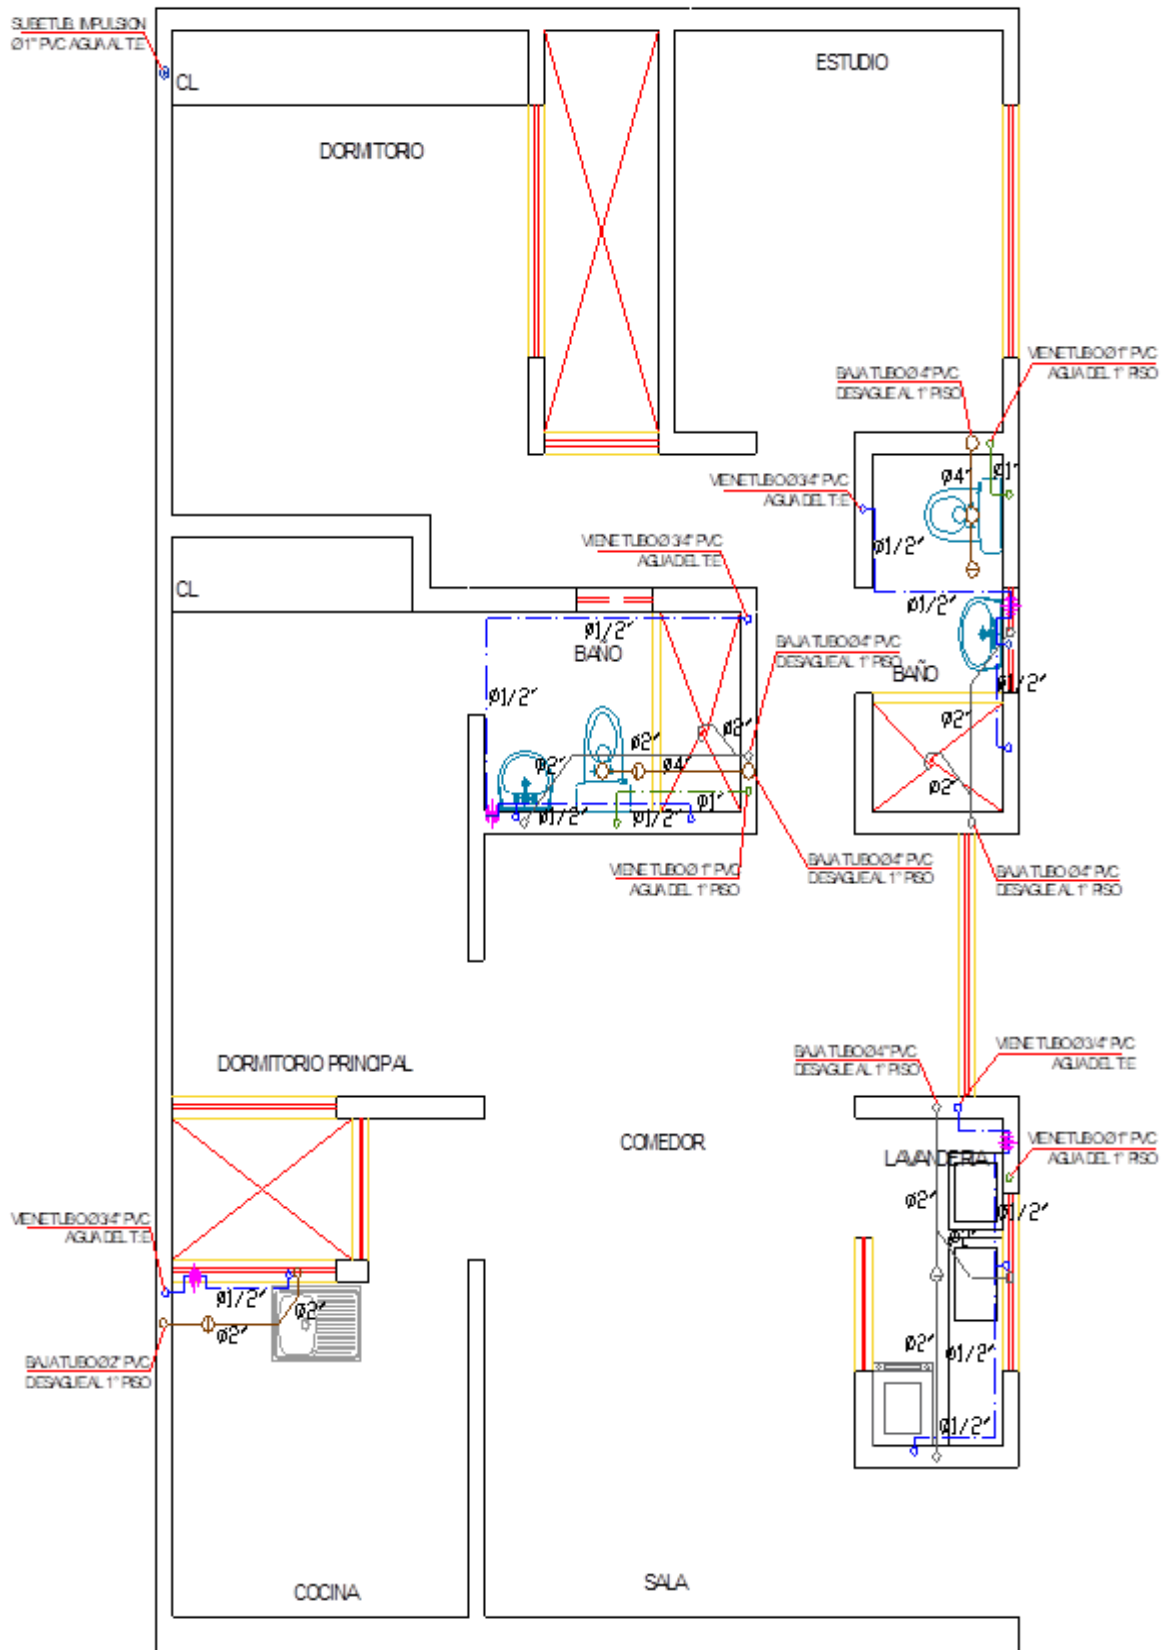 SUBE TUB. IMPULSION
Ø1" PVC AGUA AL T.E
CL
ESTUDIO
DORMITORIO
VIENE TUBO Ø1" PVC
AGUA DEL 1° PISO
BAJA TUBO Ø4" PVC
DESAGUE AL 1° PISO
VIENE TUBO Ø3/4" PVC
AGUA DEL T.E
Ø4"
Ø1"
Ø1/2"
VIENE TUBO Ø3/4" PVC
AGUA DEL T.E
CL
Ø1/2"
Ø1/2"
BAÑO
BAJA TUBO Ø4" PVC
DESAGUE AL 1° PISO
BAÑO
Ø1/2"
Ø1/2"
Ø2"
Ø2"
Ø2"
Ø2"
Ø4"
Ø2"
Ø1"
Ø1/2"
Ø1/2"
VIENE TUBO Ø 1" PVC
AGUA DEL 1° PISO
BAJA TUBO Ø4" PVC
DESAGUE AL 1° PISO
BAJA TUBO Ø4" PVC
DESAGUE AL 1° PISO
DORMITORIO PRINCIPAL
BAJA TUBO Ø4" PVC
DESAGUE AL 1° PISO
VIENE TUBO Ø3/4" PVC
AGUA DEL T.E
COMEDOR
LAVANDERIA
VIENE TUBO Ø1" PVC
AGUA DEL 1° PISO
Ø2"
Ø1/2"
Ø2"
VIENE TUBO Ø3/4" PVC
AGUA DEL T.E
Ø1/2"
Ø2"
Ø2"
Ø2"
Ø1/2"
BAJA TUBO Ø2" PVC
DESAGUE AL 1° PISO
Ø1/2"
COCINA
SALA